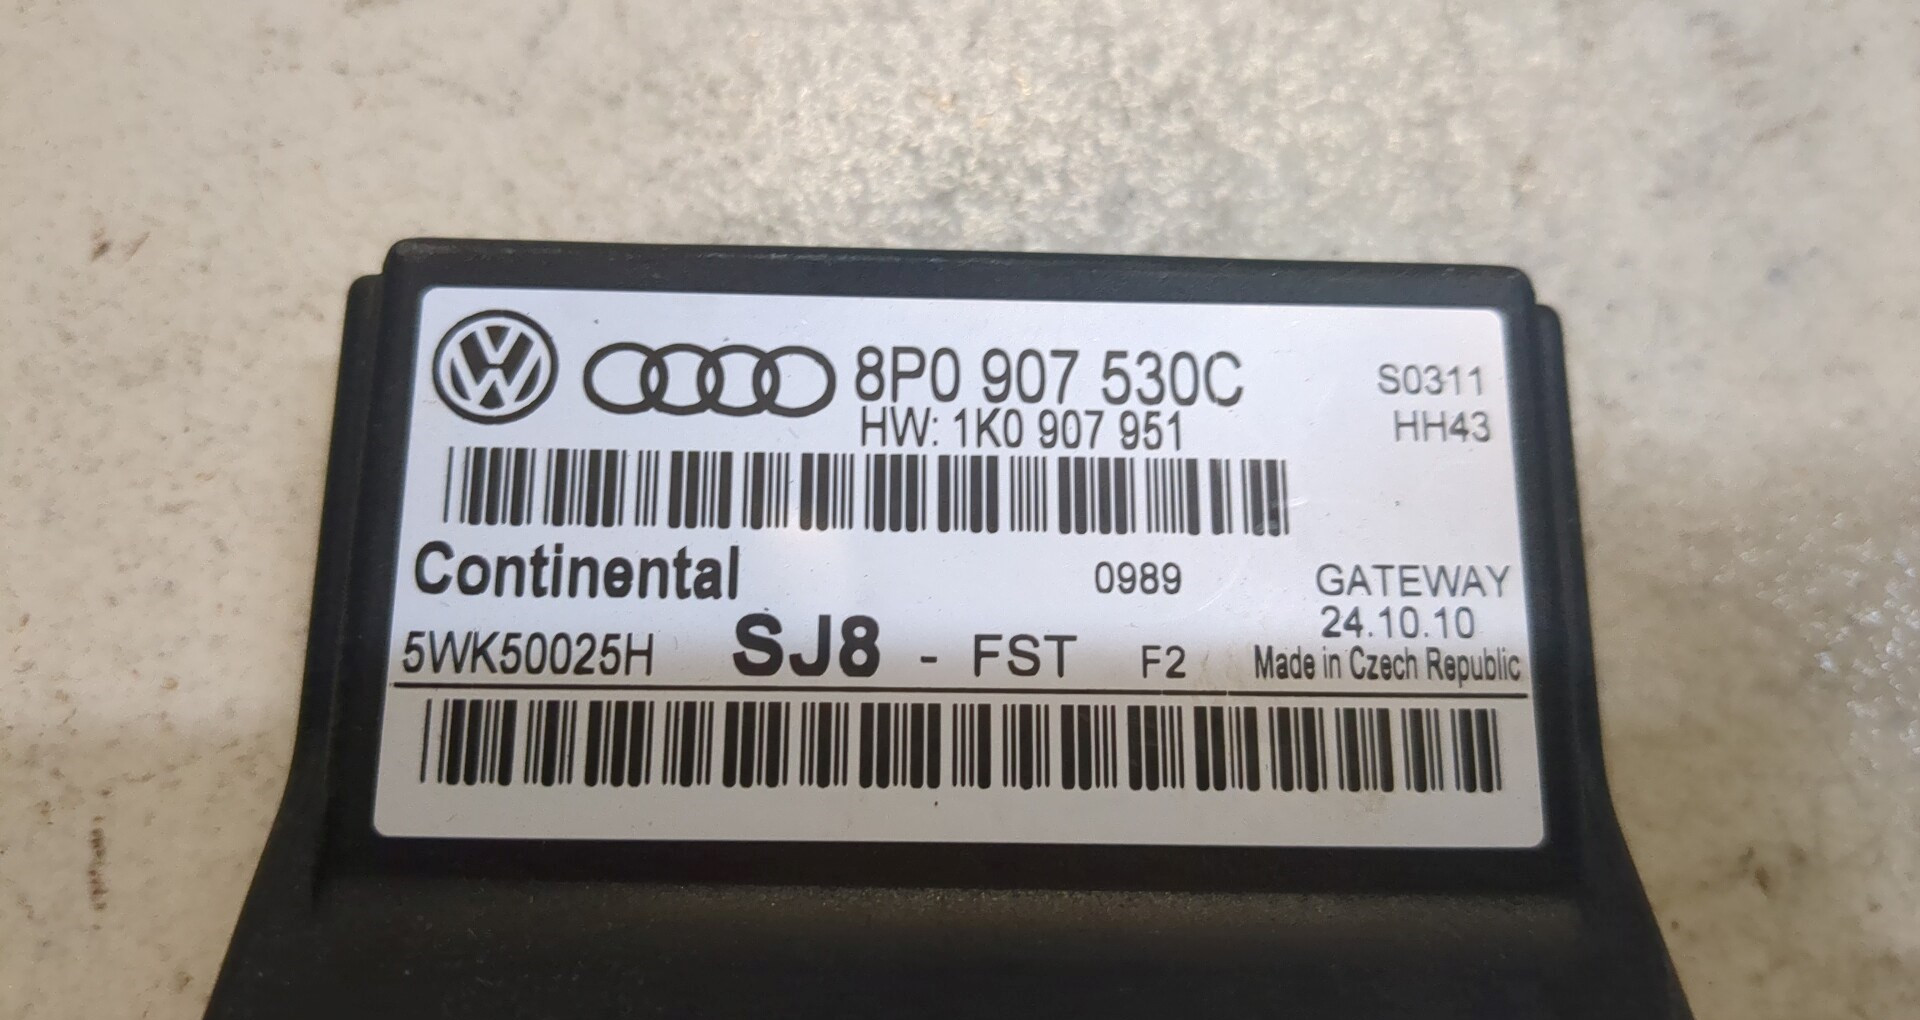 8P0 907 530C S0311
HW: 1K0 907 951 HH43
Continental 0989 GATEWAY
24.10.10
5WK50025H SJ8 - FST F2 Made in Czech Republic